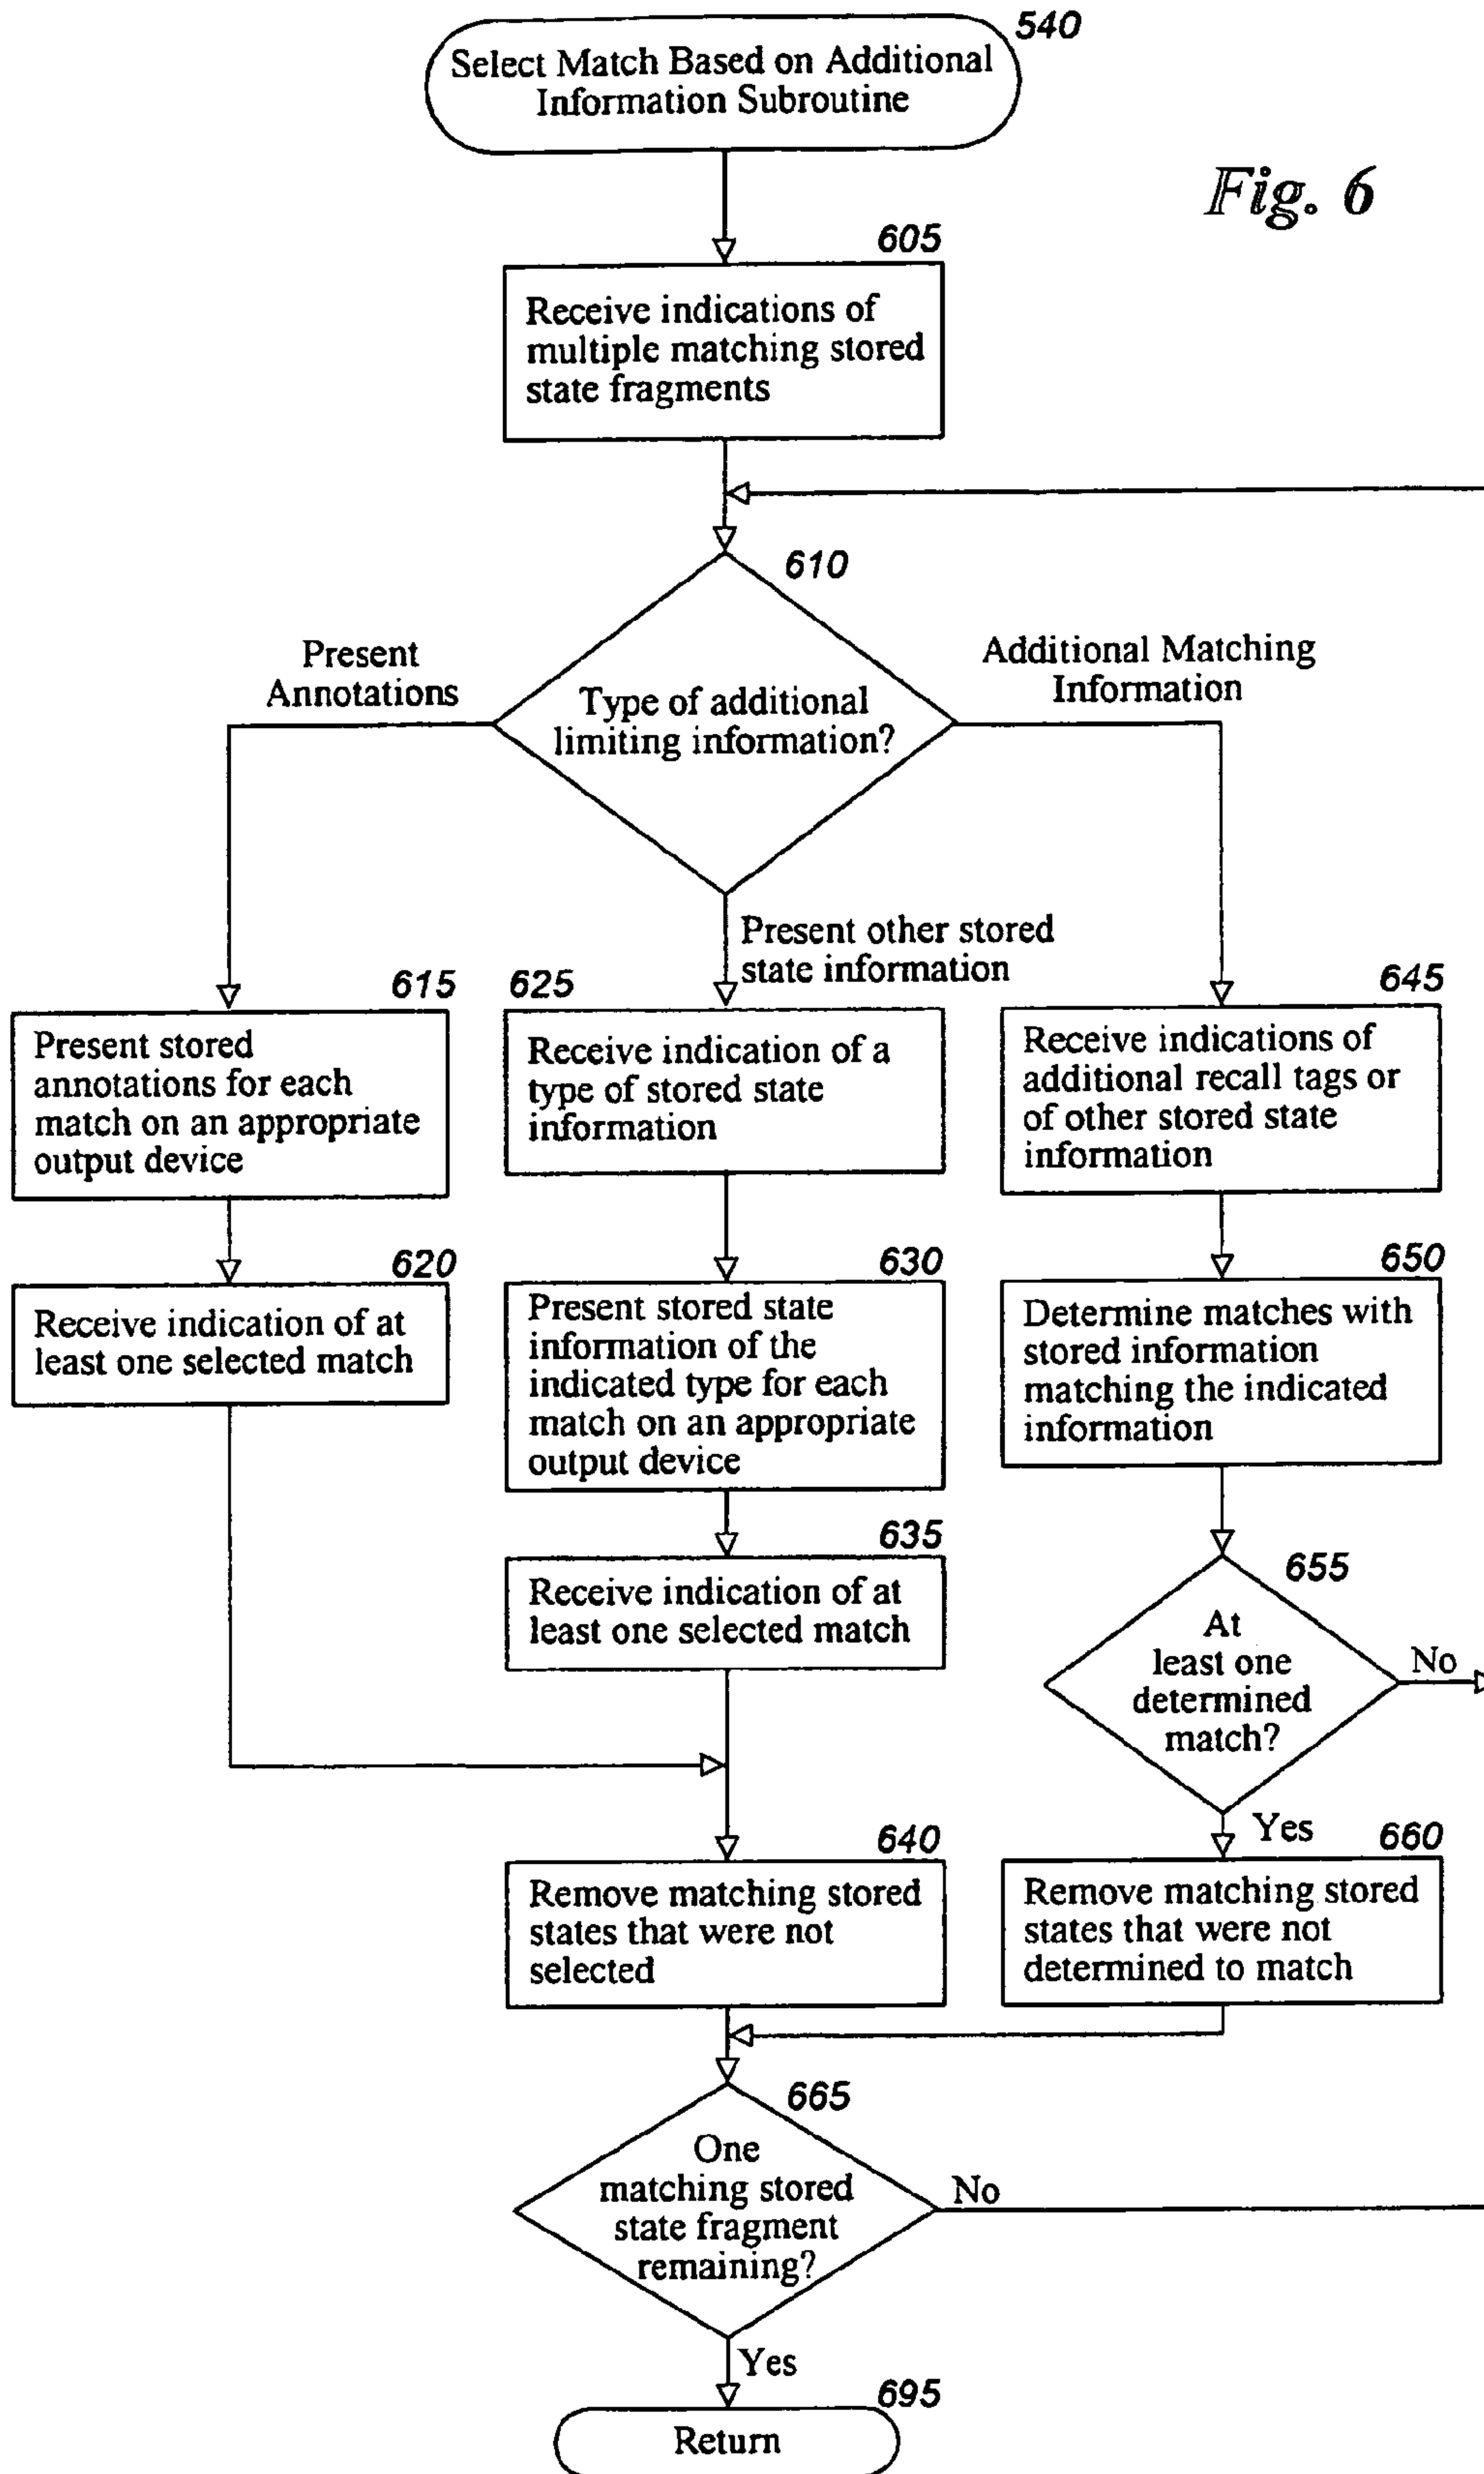 540
Select Match Based on Additional
Information Subroutine
Fig. 6
605
Receive indications of
multiple matching stored
state fragments
610
Type of additional
limiting information?
Present
Annotations
Additional Matching
Information
Present other stored
state information
615
Present stored
annotations for each
match on an appropriate
output device
625
Receive indication of a
type of stored state
information
645
Receive indications of
additional recall tags or
of other stored state
information
620
Receive indication of at
least one selected match
630
Present stored state
information of the
indicated type for each
match on an appropriate
output device
650
Determine matches with
stored information
matching the indicated
information
635
Receive indication of at
least one selected match
655
At
least one
determined
match?
No
Yes
640
Remove matching stored
states that were not
selected
660
Remove matching stored
states that were not
determined to match
665
One
matching stored
state fragment
remaining?
No
Yes
695
Return